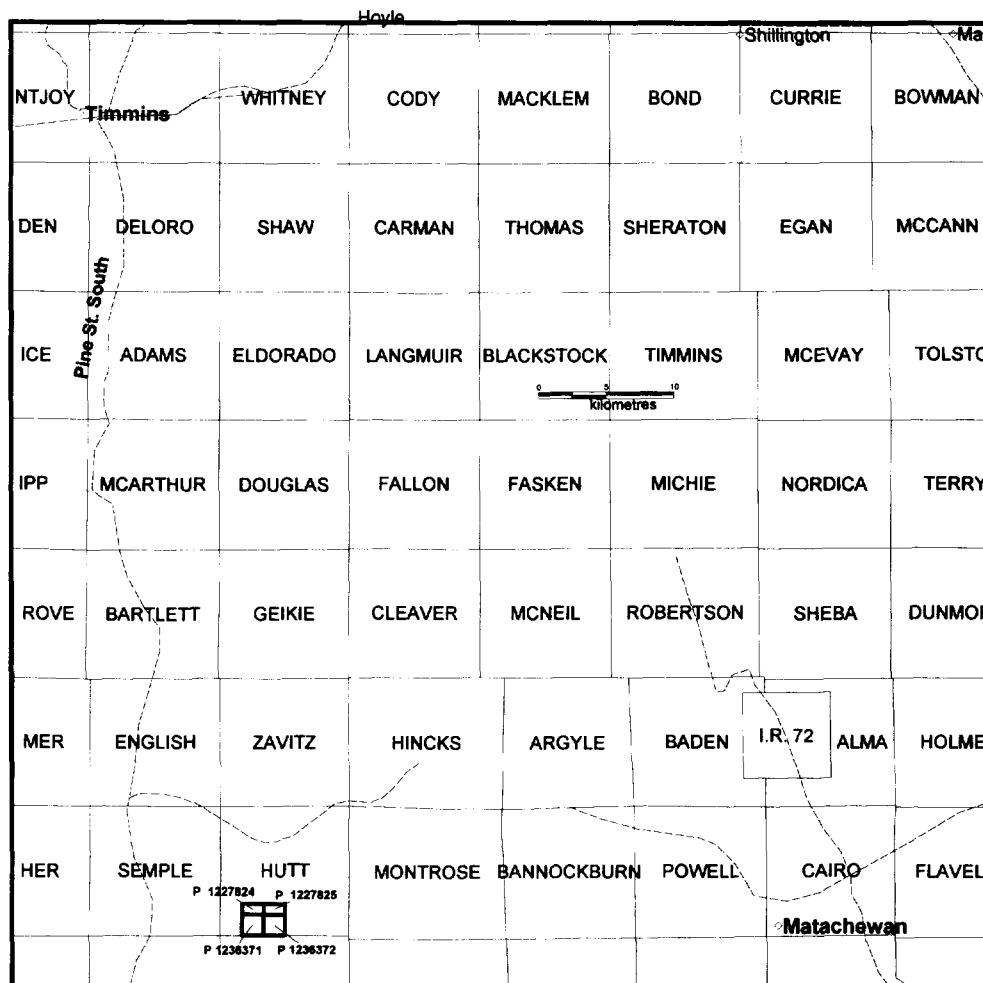 Hoyle
Shillington
Ma
NTJOY
Timmins
WHITNEY
CODY
MACKLEM
BOND
CURRIE
BOWMAN
DEN
DELORO
SHAW
CARMAN
THOMAS
SHERATON
EGAN
MCCANN
Pine St. South
ICE
ADAMS
ELDORADO
LANGMUIR
BLACKSTOCK
TIMMINS
MCEVAY
TOLSTO
0 5 10
kilometres
IPP
MCARTHUR
DOUGLAS
FALLON
FASKEN
MICHIE
NORDICA
TERRY
ROVE
BARTLETT
GEIKIE
CLEAVER
MCNEIL
ROBERTSON
SHEBA
DUNMOR
MER
ENGLISH
ZAVITZ
HINCKS
ARGYLE
BADEN
I.R. 72
ALMA
HOLME
HER
SEMPLE
HUTT
MONTROSE
BANNOCKBURN
POWELL
CAIRO
FLAVEL
P 1227824
P 1227825
Matachewan
P 1236371
P 1236372